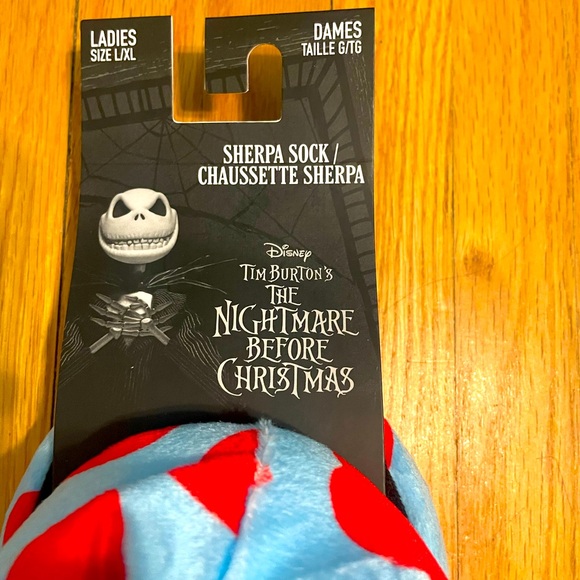 LADIES
SIZE L/XL
DAMES
TAILLE G/TG
SHERPA SOCK /
CHAUSSETTE SHERPA
Disney
TIM BURTON'S
THE
NIGHTMARE
BEFORE
CHRISTMAS